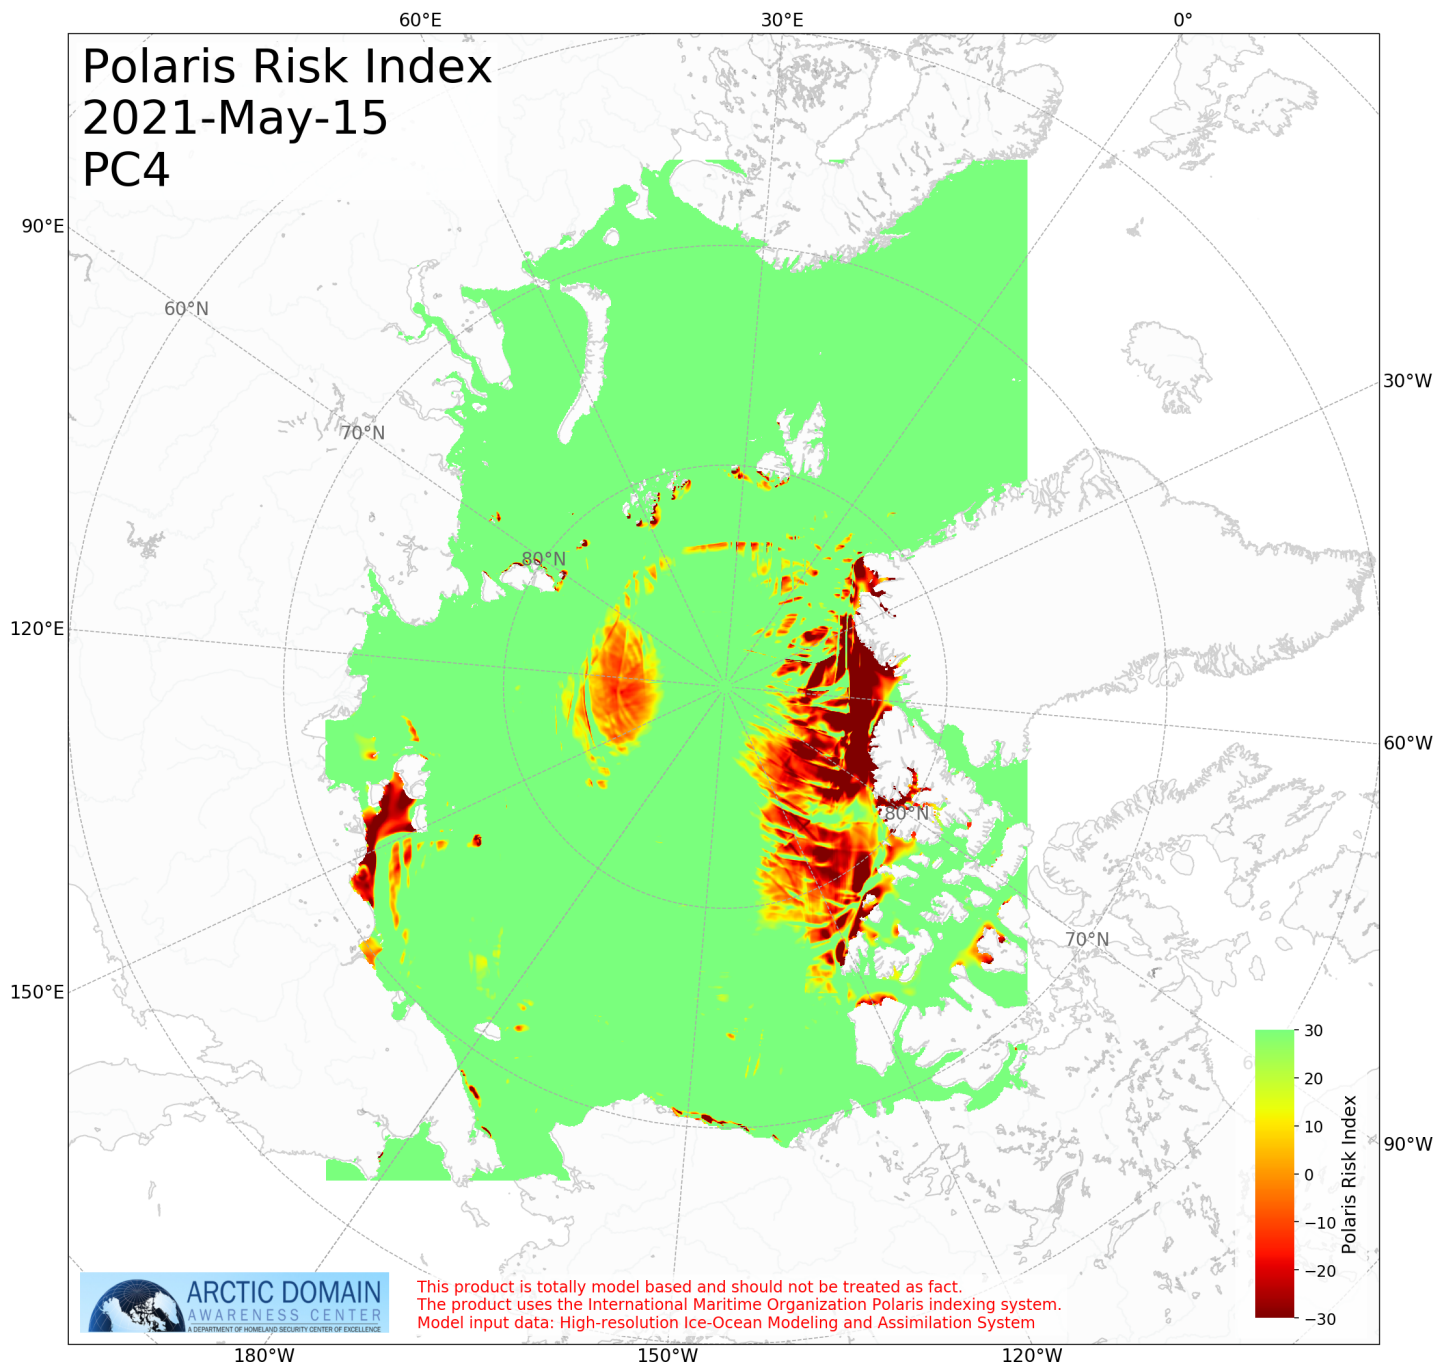 60°E
30°E
0°
Polaris Risk Index
2021-May-15
PC4
90°E
60°N
30°W
70°N
80°N
120°E
60°W
80°N
70°N
150°E
30
20
10
0
−10
−20
−30
Polaris Risk Index
90°W
ARCTIC DOMAIN
AWARENESS CENTER
A DEPARTMENT OF HOMELAND SECURITY CENTER OF EXCELLENCE
This product is totally model based and should not be treated as fact.
The product uses the International Maritime Organization Polaris indexing system.
Model input data: High-resolution Ice-Ocean Modeling and Assimilation System
180°W
150°W
120°W